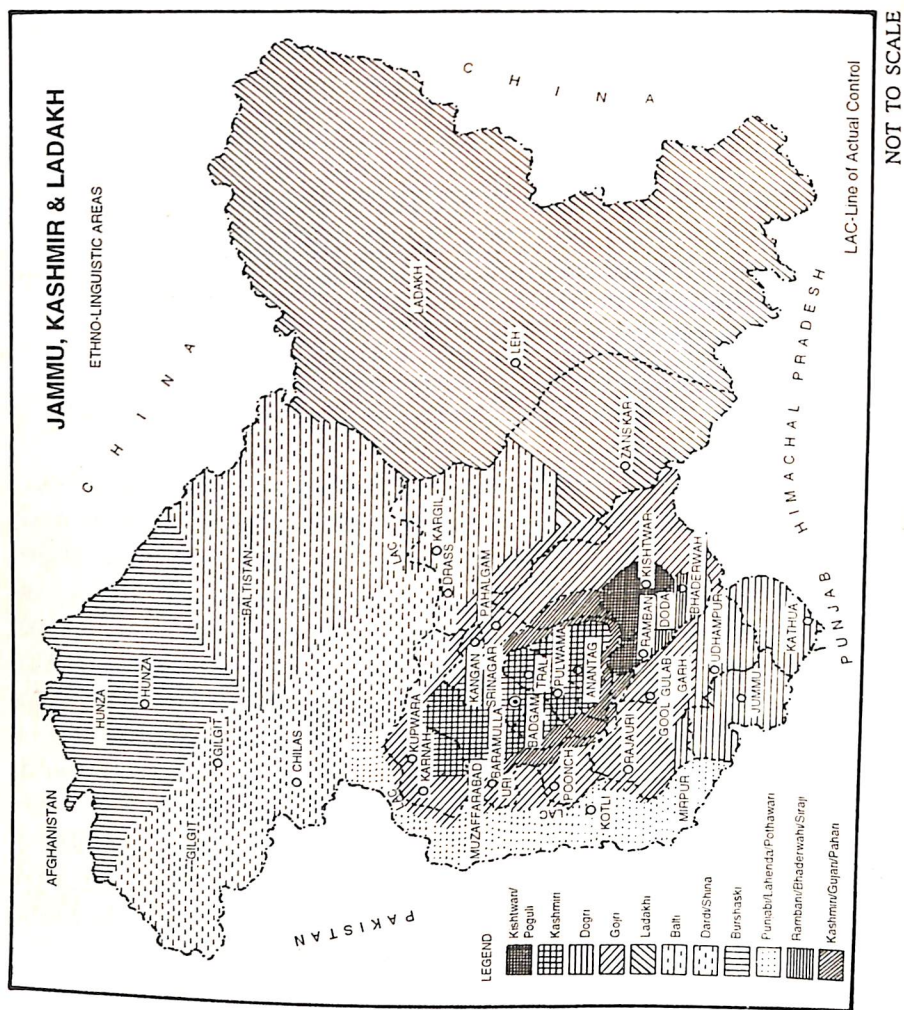 JAMMU, KASHMIR & LADAKH
ETHNO-LINGUISTIC AREAS
AFGHANISTAN
C H I N A
C H I N A
PAKISTAN
HIMACHAL PRADESH
PUNJAB
HUNZA
HUNZA
GILGIT
GILGIT
CHILAS
BALTISTAN
LADAKH
LEH
ZANSKAR
LAC
KARGIL
DRASS
LAC
KUPWARA
KARNAH
KANGAN
PAHALGAM
SRINAGAR
BARAMULLA
MUZAFFARABAD
URI
BADGAM
TRAL
PULWAMA
ANANTAG
LAC
POONCH
KOTLI
RAJAURI
MIRPUR
GOOL GULAB
GARH
RAMBAN
DODA
KISHTWAR
BHADERWAH
UDHAMPUR
JUMMU
KATHUA
LEGEND
Kishtwari/
Poguli
Kashmiri
Dogri
Gojri
Ladakhi
Balti
Dardi/Shina
Burshaski
Punjabi/Lahenda/Pothawari
Rambani/Bhaderwahi/Siraji
Kashmiri/Gujari/Pahari
LAC-Line of Actual Control
NOT TO SCALE